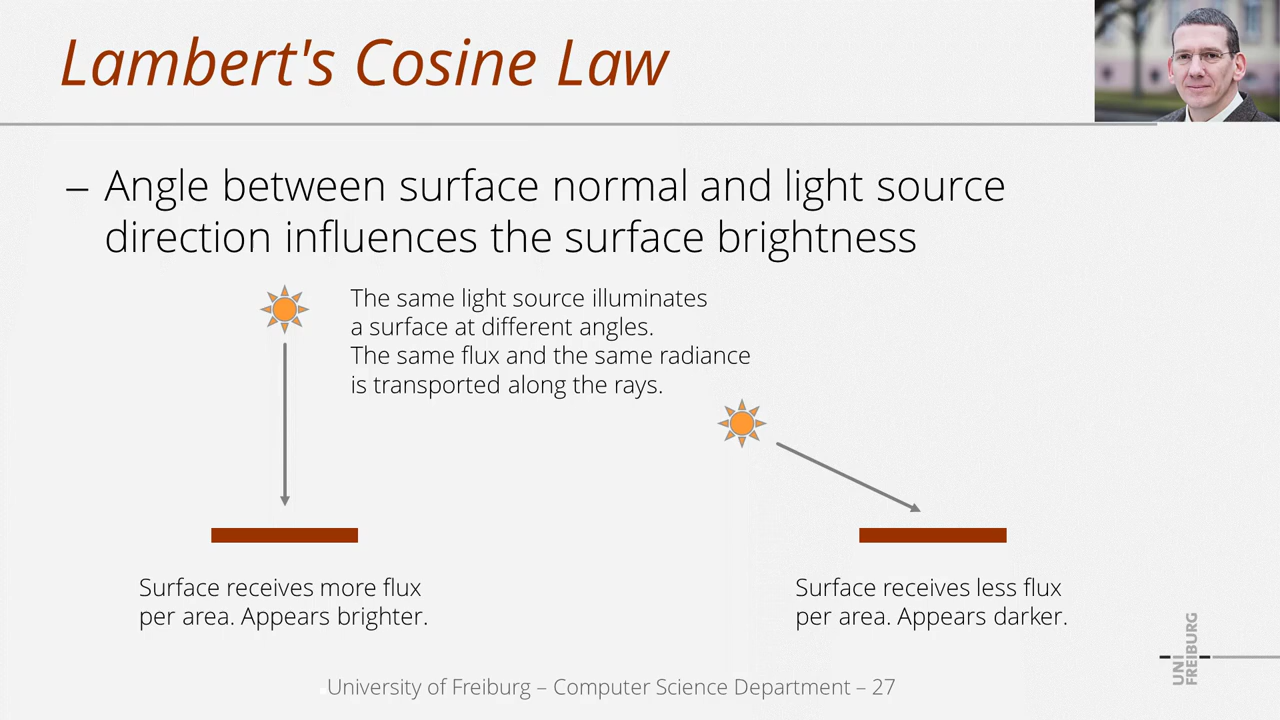 Lambert's Cosine Law
– Angle between surface normal and light source
direction influences the surface brightness
The same light source illuminates
a surface at different angles.
The same flux and the same radiance
is transported along the rays.
Surface receives more flux
per area. Appears brighter.
Surface receives less flux
per area. Appears darker.
University of Freiburg – Computer Science Department – 27
UNI
FREIBURG